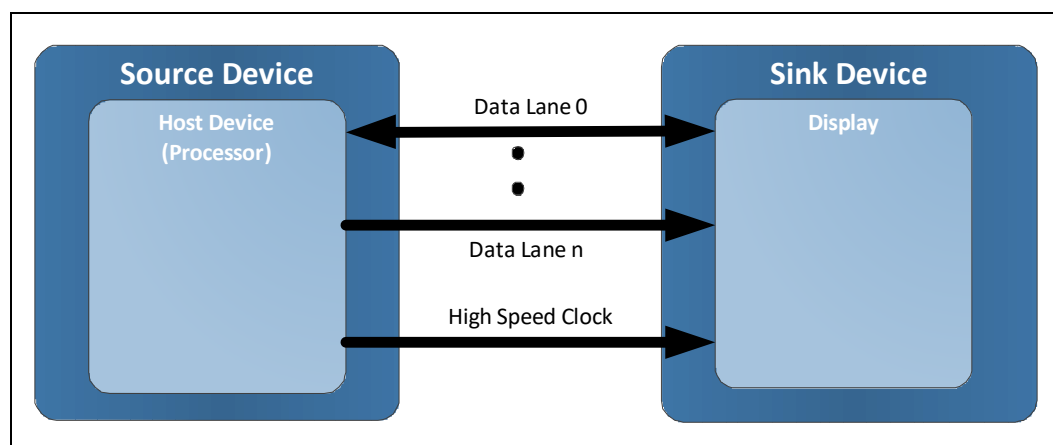 Source Device
Sink Device
Host Device
(Processor)
Data Lane 0
Display
Data Lane n
High Speed Clock